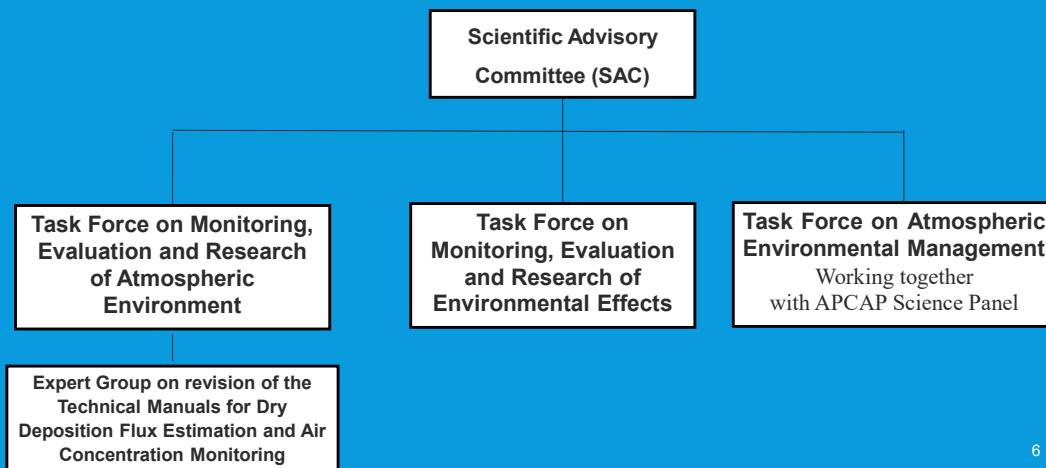 Scientific Advisory
Committee (SAC)
Task Force on Monitoring,
Evaluation and Research
of Atmospheric
Environment
Task Force on
Monitoring, Evaluation
and Research of
Environmental Effects
Task Force on Atmospheric
Environmental Management
Working together
with APCAP Science Panel
Expert Group on revision of the
Technical Manuals for Dry
Deposition Flux Estimation and Air
Concentration Monitoring
6